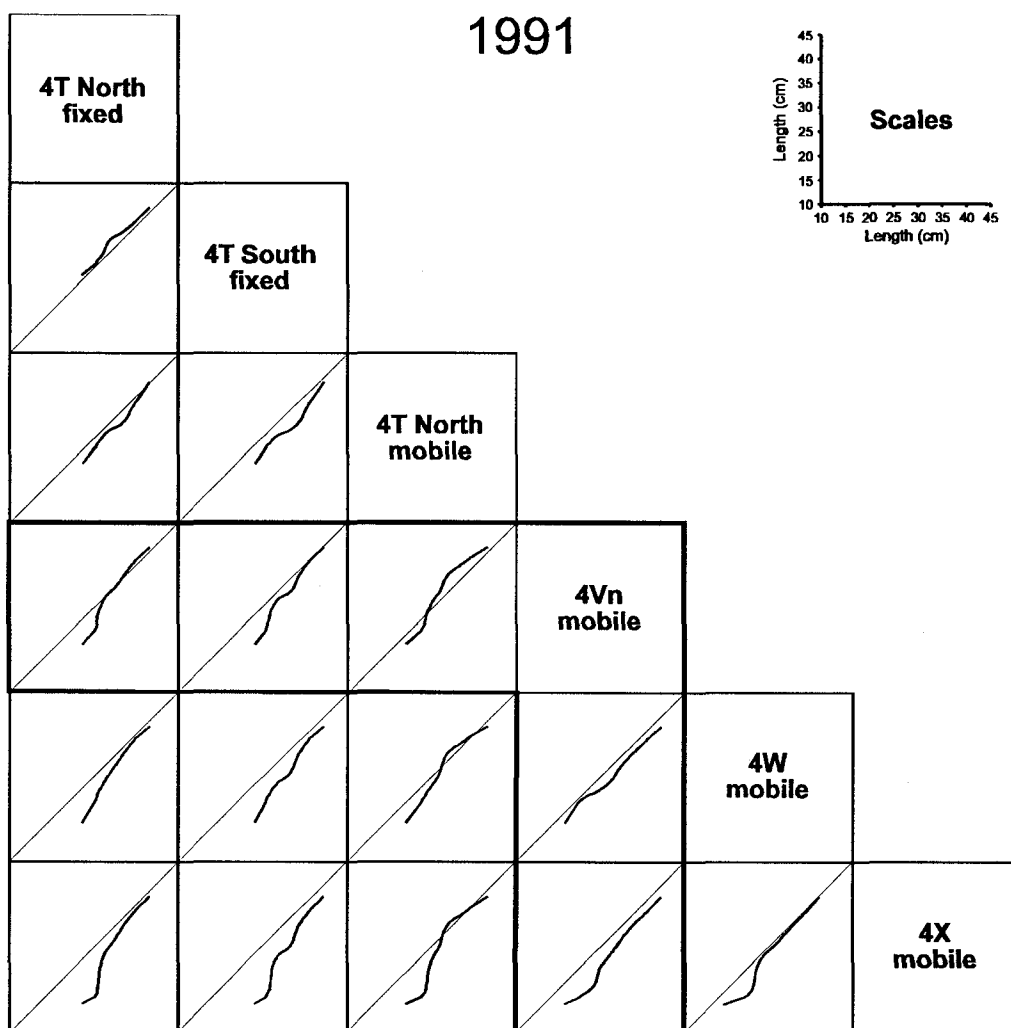 1991
4T North
fixed
45
40
35
30
25
20
15
10
Length (cm)
Scales
10 15 20 25 30 35 40 45
Length (cm)
4T South
fixed
4T North
mobile
4Vn
mobile
4W
mobile
4X
mobile